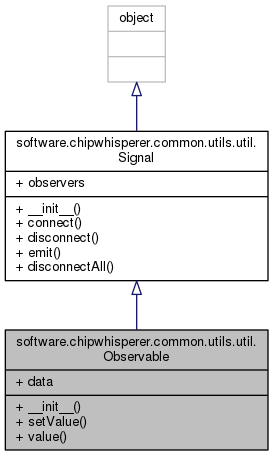 object
software.chipwhisperer.common.utils.util.
Signal
+ observers
+ __init__()
+ connect()
+ disconnect()
+ emit()
+ disconnectAll()
software.chipwhisperer.common.utils.util.
Observable
+ data
+ __init__()
+ setValue()
+ value()